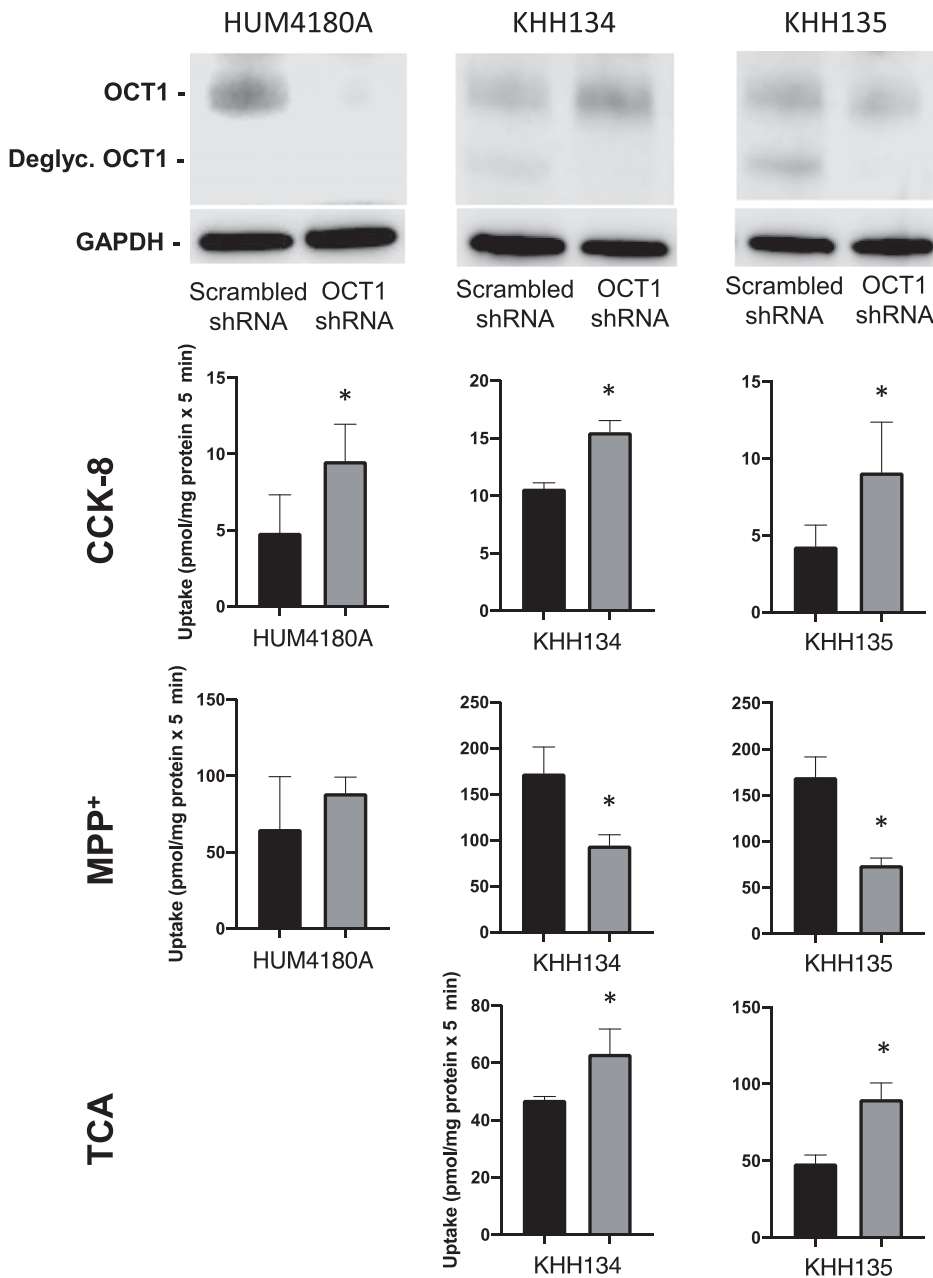 HUM4180A KHH134 KHH135
OCT1 -
Deglyc. OCT1 -
GAPDH -
Scrambled shRNA OCT1 shRNA Scrambled shRNA OCT1 shRNA Scrambled shRNA OCT1 shRNA
CCK-8
Uptake (pmol/mg protein x 5 min)
15
10
5
0
*
HUM4180A
20
15
10
5
0
*
KHH134
15
10
5
0
*
KHH135
MPP+
Uptake (pmol/mg protein x 5 min)
150
100
50
0
HUM4180A
250
200
150
100
50
0
*
KHH134
250
200
150
100
50
0
*
KHH135
TCA
Uptake (pmol/mg protein x 5 min)
80
60
40
20
0
*
KHH134
150
100
50
0
*
KHH135